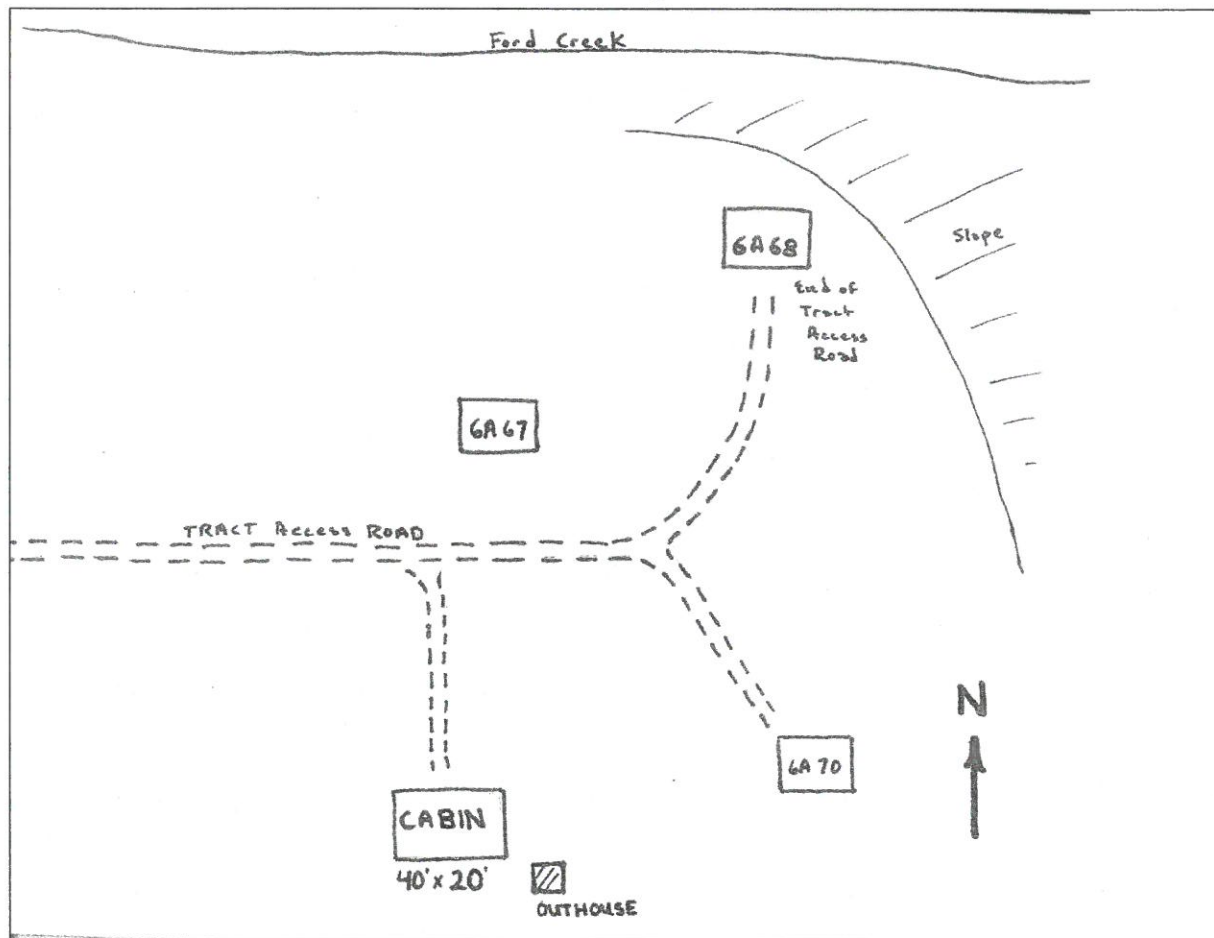 Ford Creek
Slope
6A68
End of
Tract
Access
Road
6A67
TRACT Access ROAD
N
6A70
CABIN
40' x 20'
OUTHOUSE